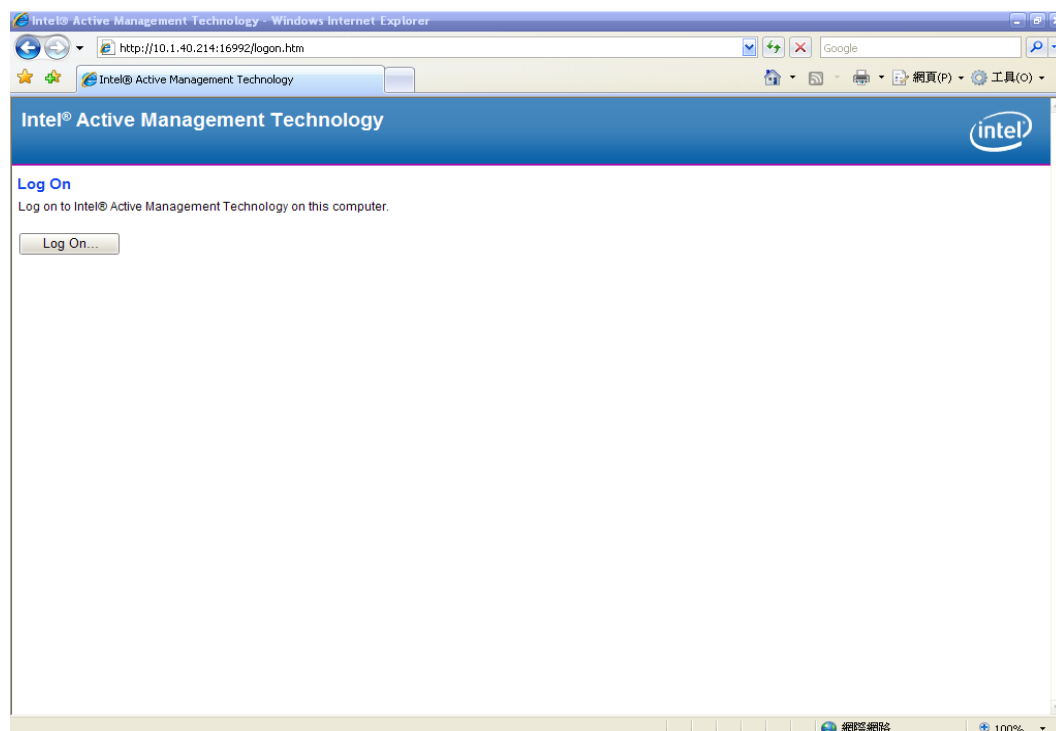 Intel® Active Management Technology - Windows Internet Explorer
http://10.1.40.214:16992/logon.htm
Google
Intel® Active Management Technology
網頁(P)
工具(O)
Intel® Active Management Technology
intel
Log On
Log on to Intel® Active Management Technology on this computer.
Log On...
網際網路
100%